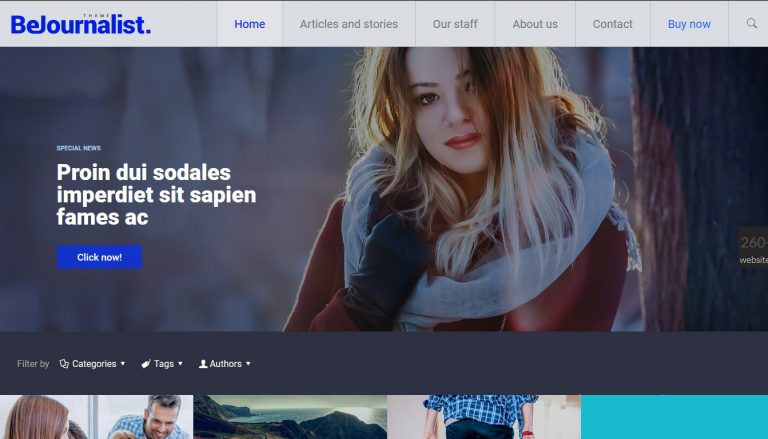 THEME
BeJournalist.
Home
Articles and stories
Our staff
About us
Contact
Buy now
SPECIAL NEWS
Proin dui sodales
imperdiet sit sapien
fames ac
Click now!
260
website
Filter by
Categories
Tags
Authors